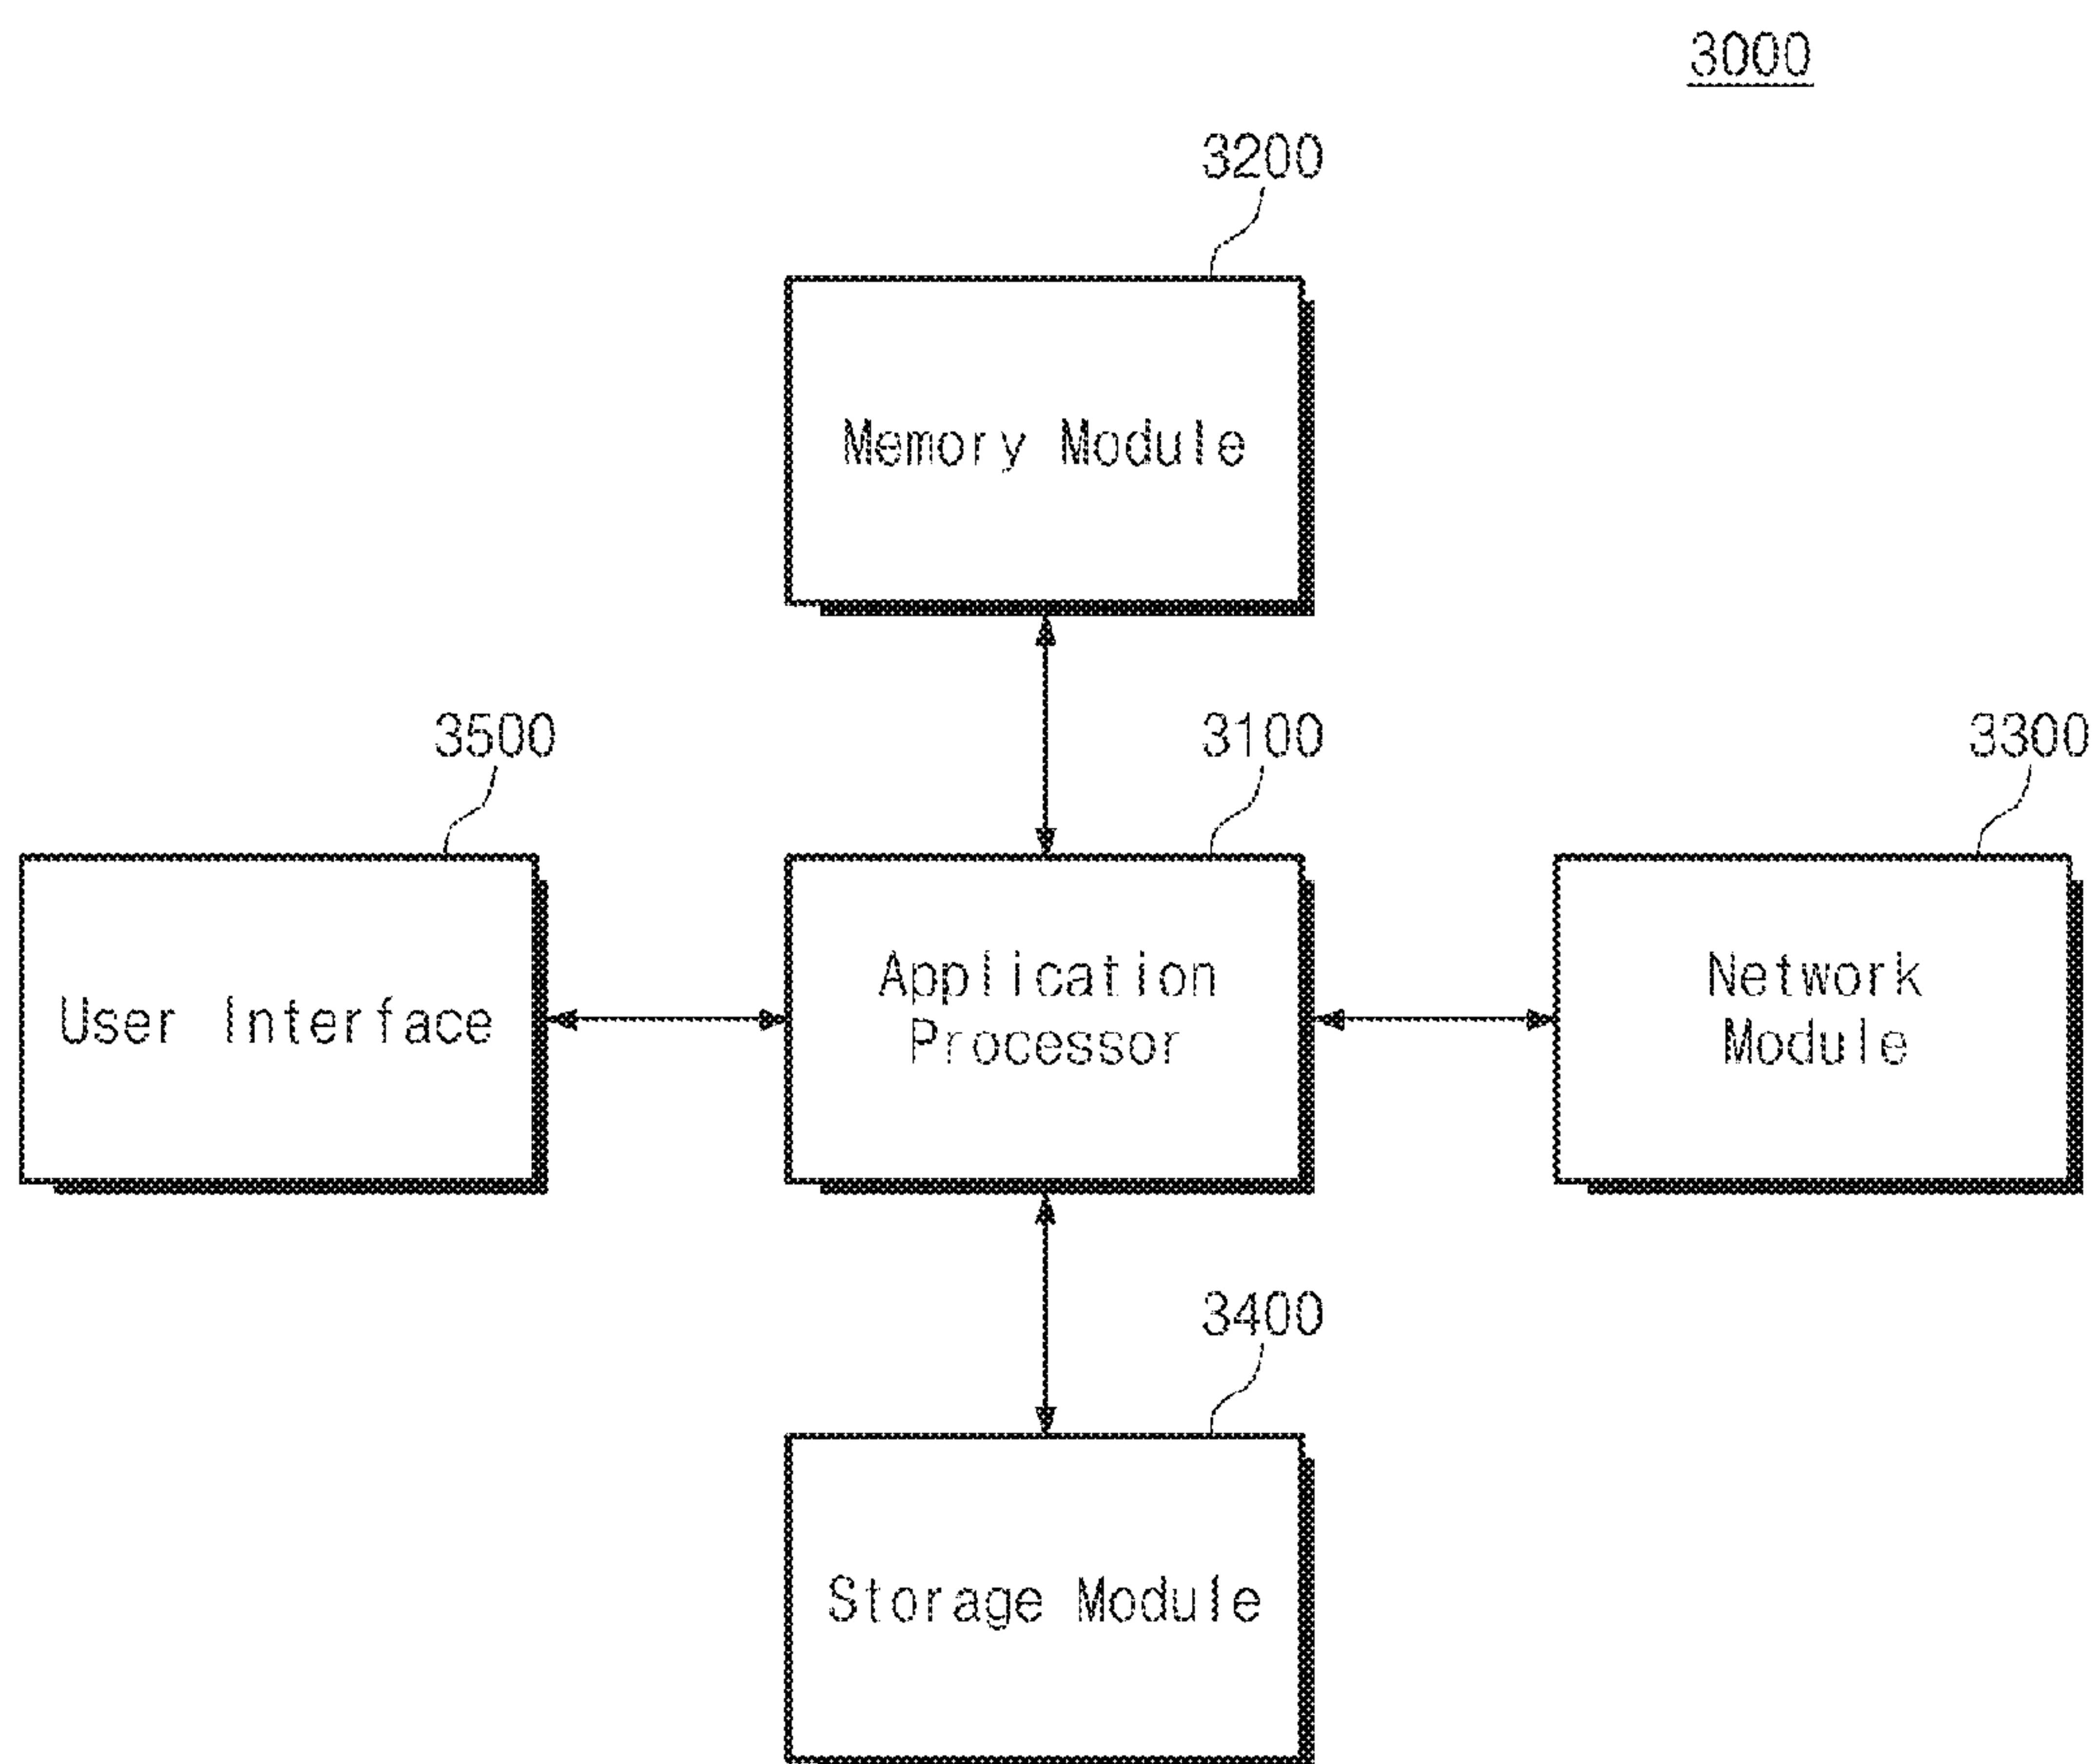 3000
3200
Memory Module
3500
3100
3300
User Interface
Application
Processor
Network
Module
3400
Storage Module